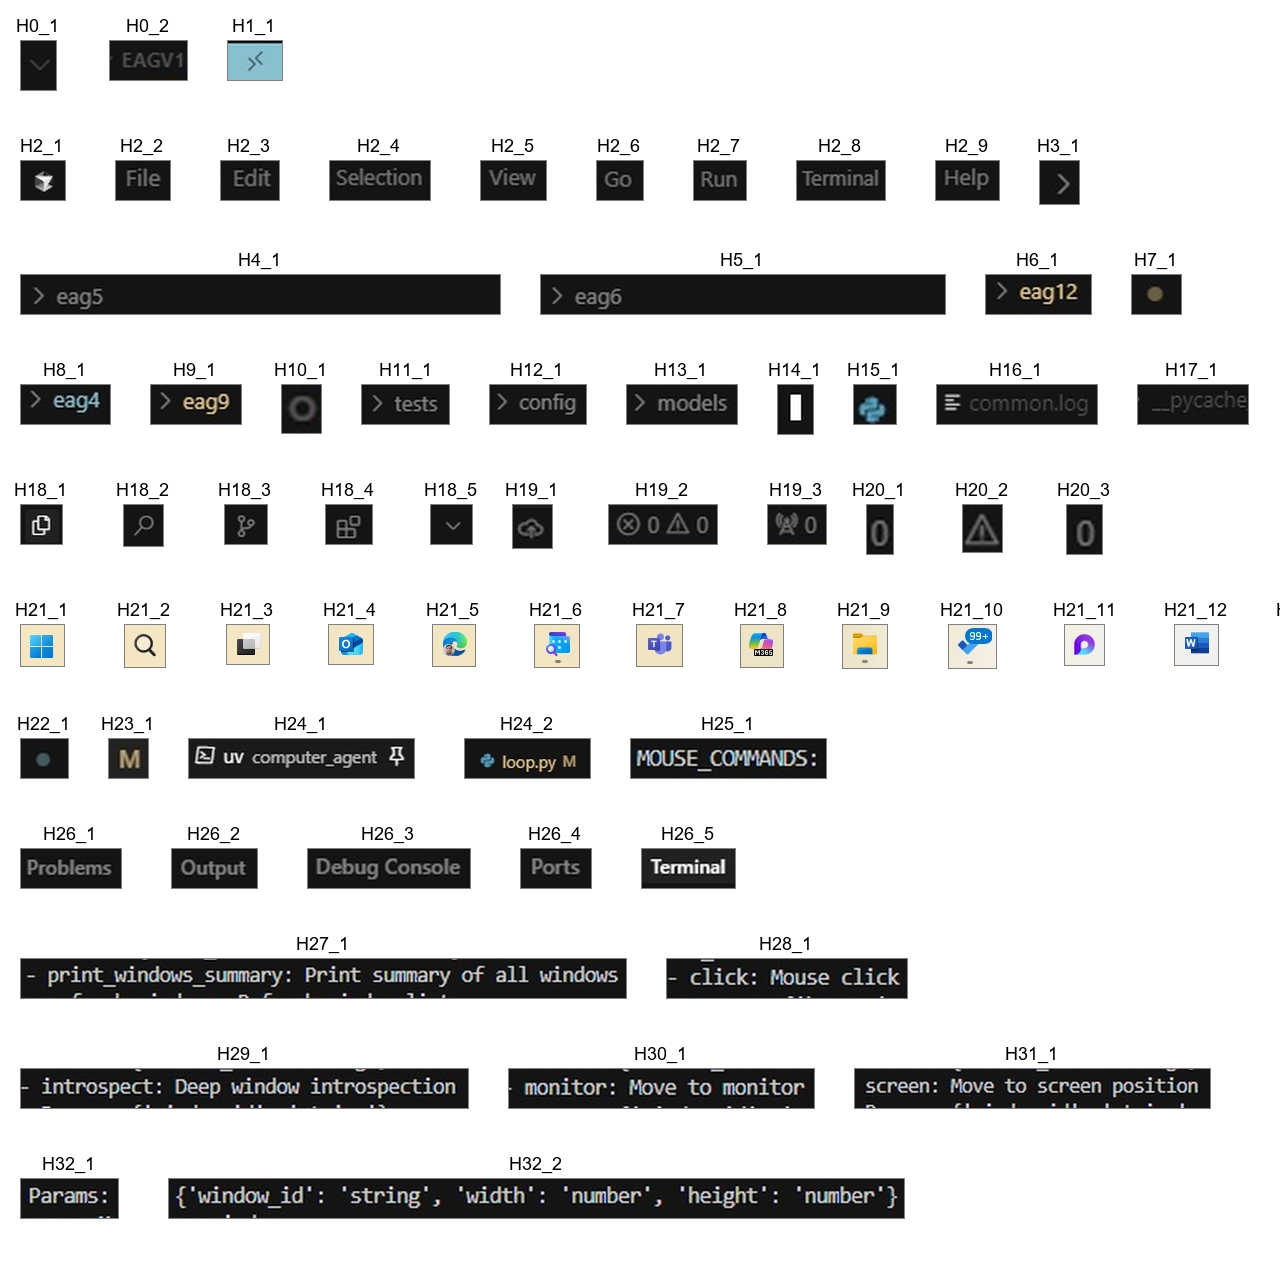 H0_1 H0_2 H1_1
EAGV1
H2_1 H2_2 H2_3 H2_4 H2_5 H2_6 H2_7 H2_8 H2_9 H3_1
File Edit Selection View Go Run Terminal Help
H4_1 H5_1 H6_1 H7_1
eag5 eag6 eag12
H8_1 H9_1 H10_1 H11_1 H12_1 H13_1 H14_1 H15_1 H16_1 H17_1
eag4 eag9 tests config models common.log __pycache
H18_1 H18_2 H18_3 H18_4 H18_5 H19_1 H19_2 H19_3 H20_1 H20_2 H20_3
0 0 0 0 0
H21_1 H21_2 H21_3 H21_4 H21_5 H21_6 H21_7 H21_8 H21_9 H21_10 H21_11 H21_12
M365 99+
H22_1 H23_1 H24_1 H24_2 H25_1
M uv computer_agent loop.py M MOUSE_COMMANDS:
H26_1 H26_2 H26_3 H26_4 H26_5
Problems Output Debug Console Ports Terminal
H27_1 H28_1
- print_windows_summary: Print summary of all windows - click: Mouse click
H29_1 H30_1 H31_1
- introspect: Deep window introspection - monitor: Move to monitor screen: Move to screen position
H32_1 H32_2
Params: {'window_id': 'string', 'width': 'number', 'height': 'number'}